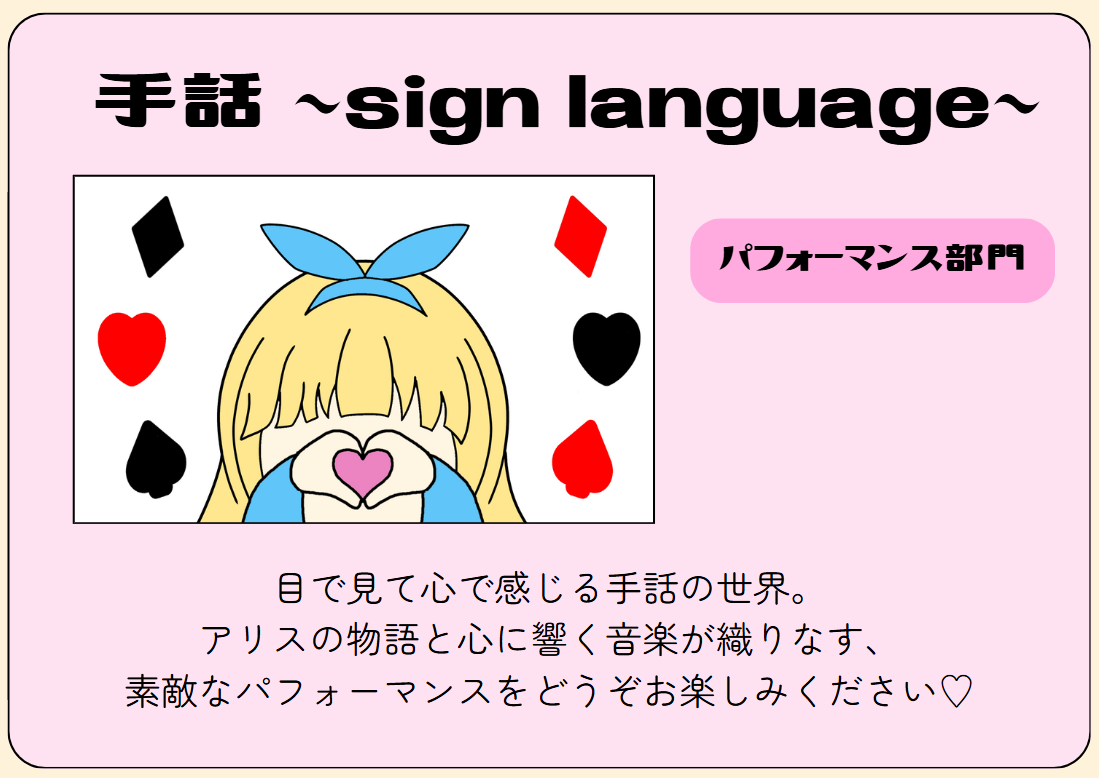 手話 ~sign language~
パフォーマンス部門
目で見て心で感じる手話の世界。
アリスの物語と心に響く音楽が織りなす、
素敵なパフォーマンスをどうぞお楽しみください♡